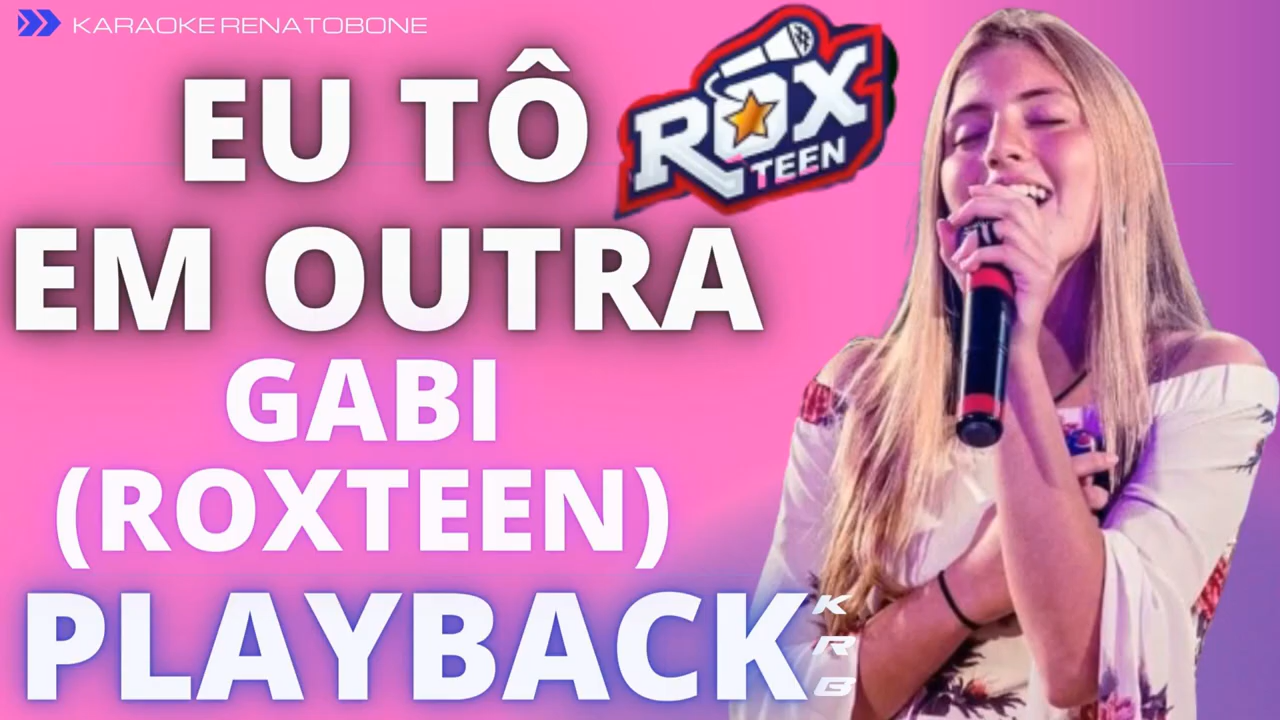 KARAOKE RENATOBONE
EU TÔ
ROX
TEEN
EM OUTRA
GABI
(ROXTEEN)
PLAYBACK
K
R
B